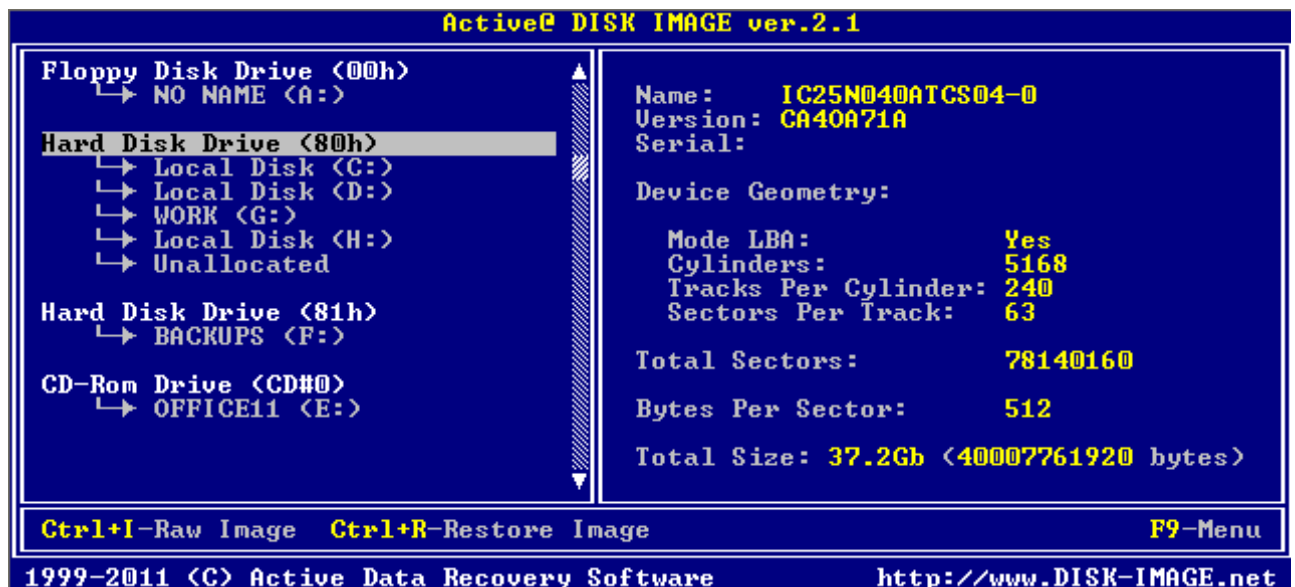 Active@ DISK IMAGE ver.2.1
Floppy Disk Drive (00h)
NO NAME (A:)
Hard Disk Drive (80h)
Local Disk (C:)
Local Disk (D:)
WORK (G:)
Local Disk (H:)
Unallocated
Hard Disk Drive (81h)
BACKUPS (F:)
CD-Rom Drive (CD#0)
OFFICE11 (E:)
Name: IC25N040ATCS04-0
Version: CA40A71A
Serial:
Device Geometry:
Mode LBA: Yes
Cylinders: 5168
Tracks Per Cylinder: 240
Sectors Per Track: 63
Total Sectors: 78140160
Bytes Per Sector: 512
Total Size: 37.2Gb (40007761920 bytes)
Ctrl+I-Raw Image Ctrl+R-Restore Image F9-Menu
1999-2011 (C) Active Data Recovery Software http://www.DISK-IMAGE.net